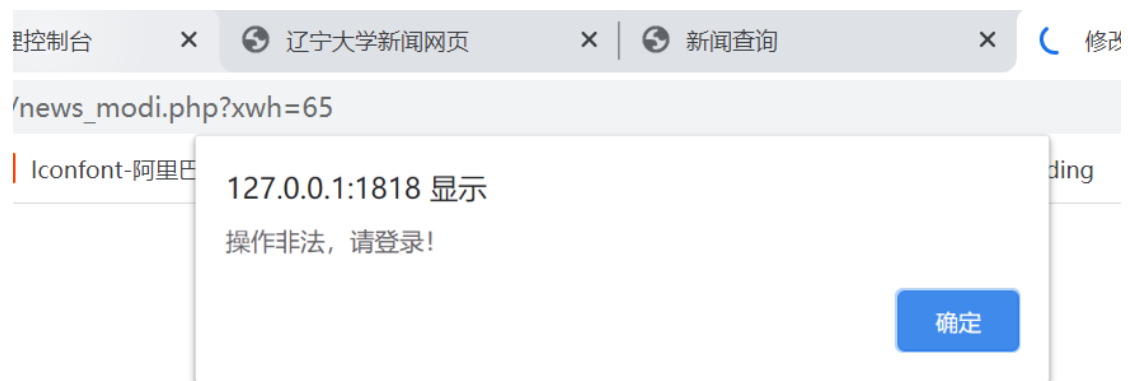 理控制台
辽宁大学新闻网页
新闻查询
修改
/news_modi.php?xwh=65
Iconfont-阿里巴
ding
127.0.0.1:1818 显示
操作非法，请登录！
确定